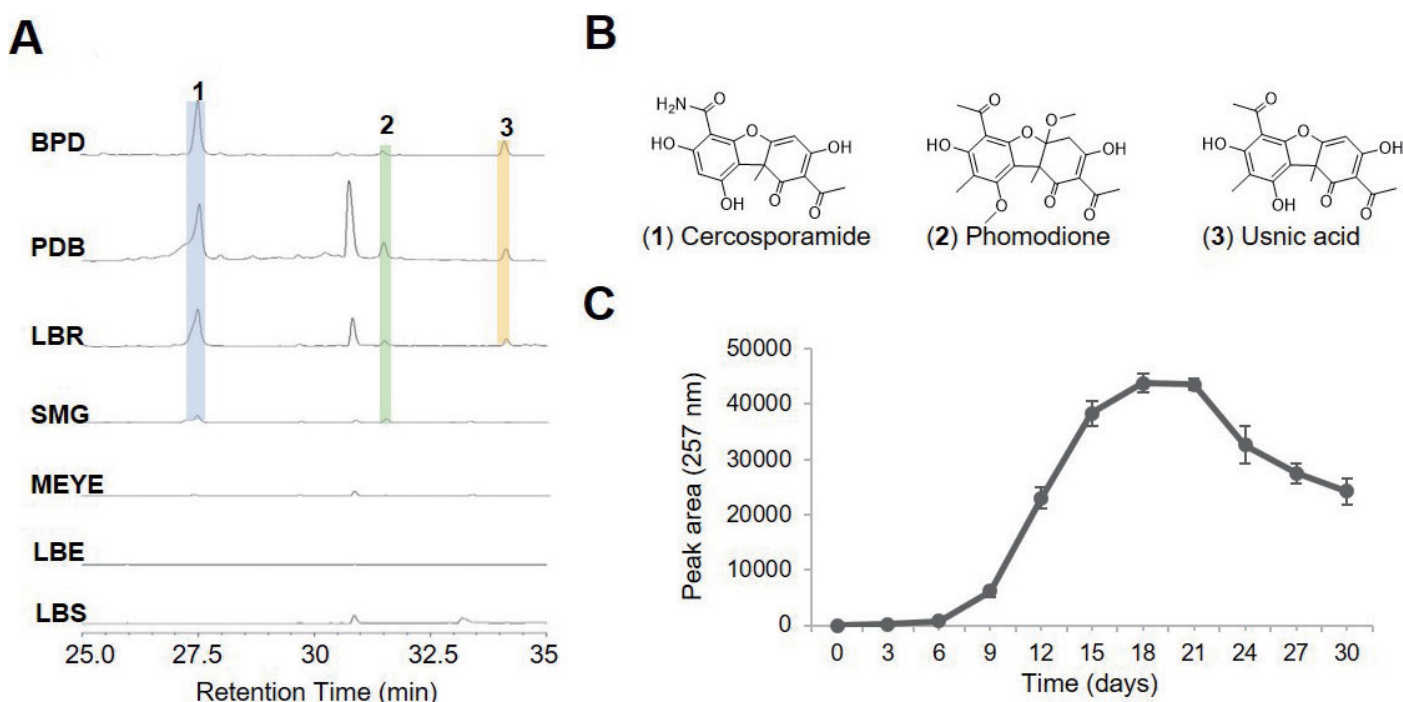 A
1
2
3
BPD
PDB
LBR
SMG
MEYE
LBE
LBS
25.0 27.5 30 32.5 35
Retention Time (min)
B
H₂N O O OH HO OH O O
O O O HO OH O O O
O O HO OH OH O O
(1) Cercosporamide (2) Phomodione (3) Usnic acid
C
Peak area (257 nm)
50000
40000
30000
20000
10000
0
0 3 6 9 12 15 18 21 24 27 30
Time (days)